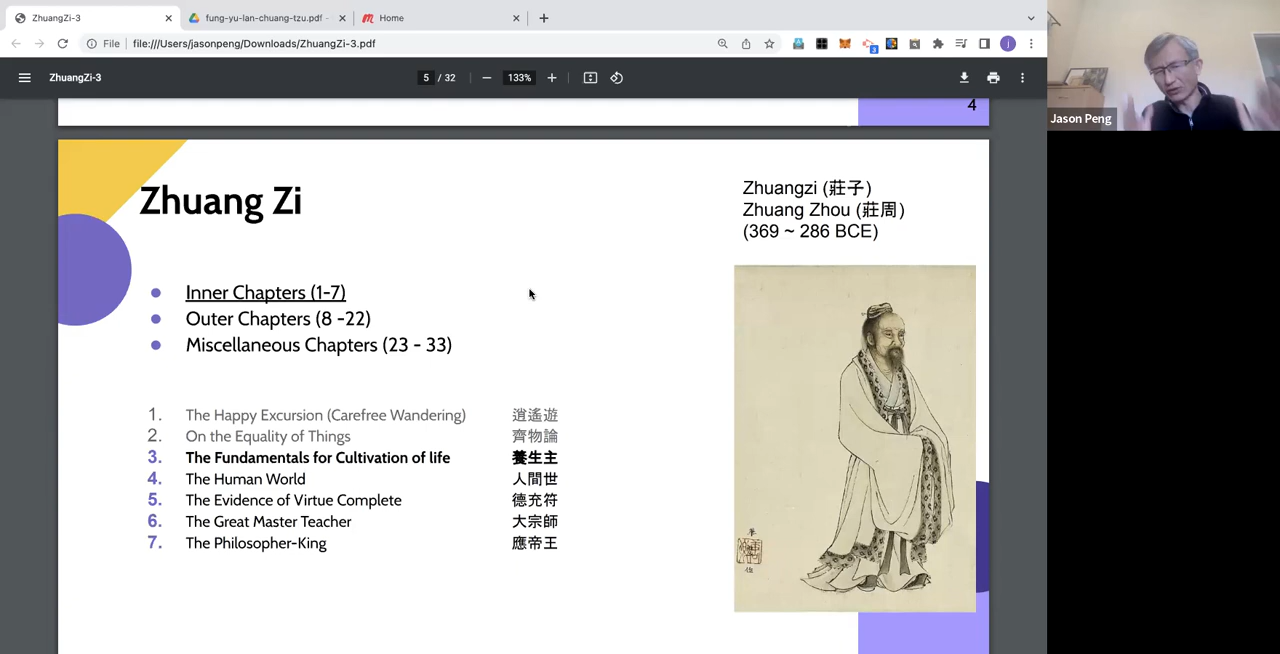 ZhuangZi-3
fung-yu-lan-chuang-tzu.pdf -
Home
File
file:///Users/jasonpeng/Downloads/ZhuangZi-3.pdf
3
j
ZhuangZi-3
5 / 32
133%
4
Zhuang Zi
Zhuangzi (莊子)
Zhuang Zhou (莊周)
(369 ~ 286 BCE)
Inner Chapters (1-7)
Outer Chapters (8 -22)
Miscellaneous Chapters (23 - 33)
1. The Happy Excursion (Carefree Wandering) 逍遙遊
2. On the Equality of Things 齊物論
3. The Fundamentals for Cultivation of life 養生主
4. The Human World 人間世
5. The Evidence of Virtue Complete 德充符
6. The Great Master Teacher 大宗師
7. The Philosopher-King 應帝王
Jason Peng